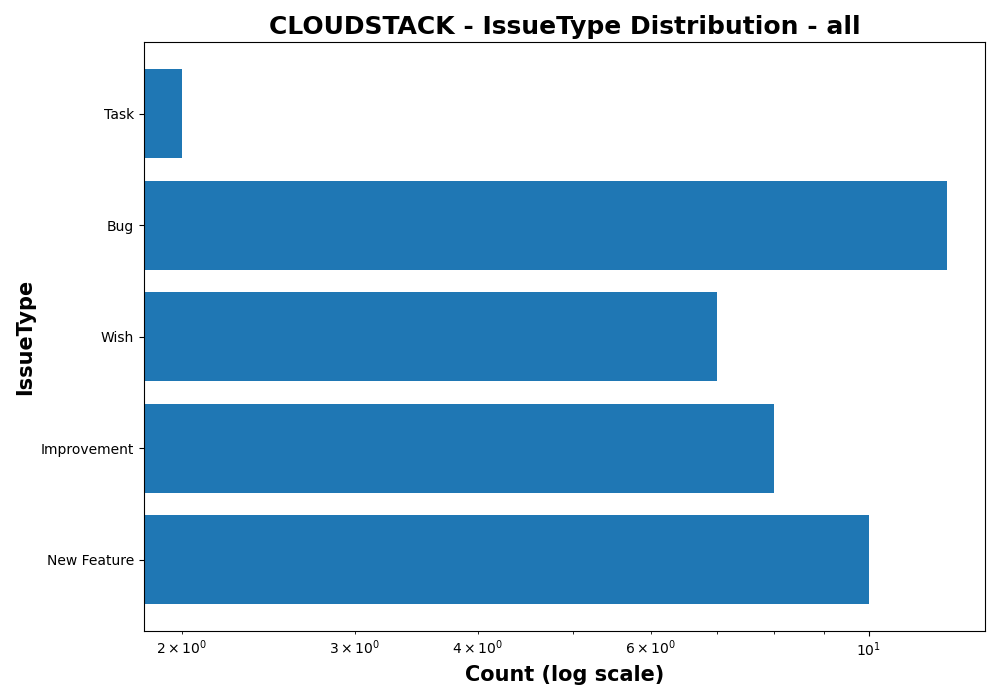 CLOUDSTACK - IssueType Distribution - all
IssueType
Task
Bug
Wish
Improvement
New Feature
2 × 10⁰ 3 × 10⁰ 4 × 10⁰ 6 × 10⁰ 10¹
Count (log scale)